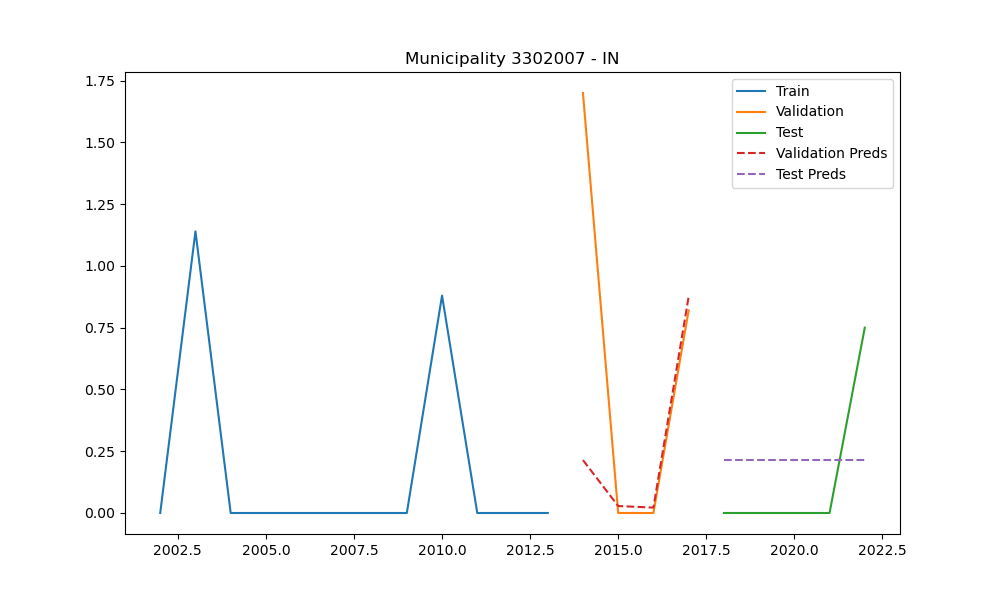 Municipality 3302007 - IN
1.75
1.50
1.25
1.00
0.75
0.50
0.25
0.00
Train
Validation
Test
Validation Preds
Test Preds
2002.5 2005.0 2007.5 2010.0 2012.5 2015.0 2017.5 2020.0 2022.5